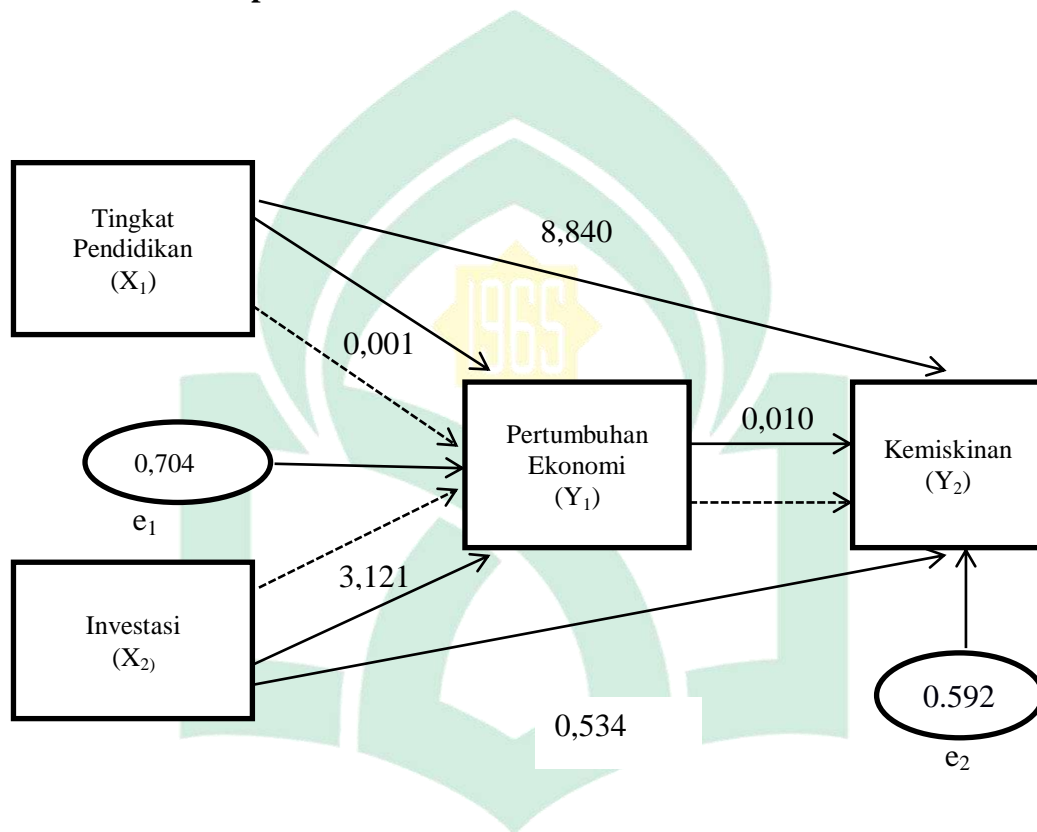 Tingkat
Pendidikan
(X₁)
8,840
0,001
1965
Pertumbuhan
Ekonomi
(Y₁)
0,010
Kemiskinan
(Y₂)
0,704
e₁
3,121
Investasi
(X₂)
0,534
0.592
e₂